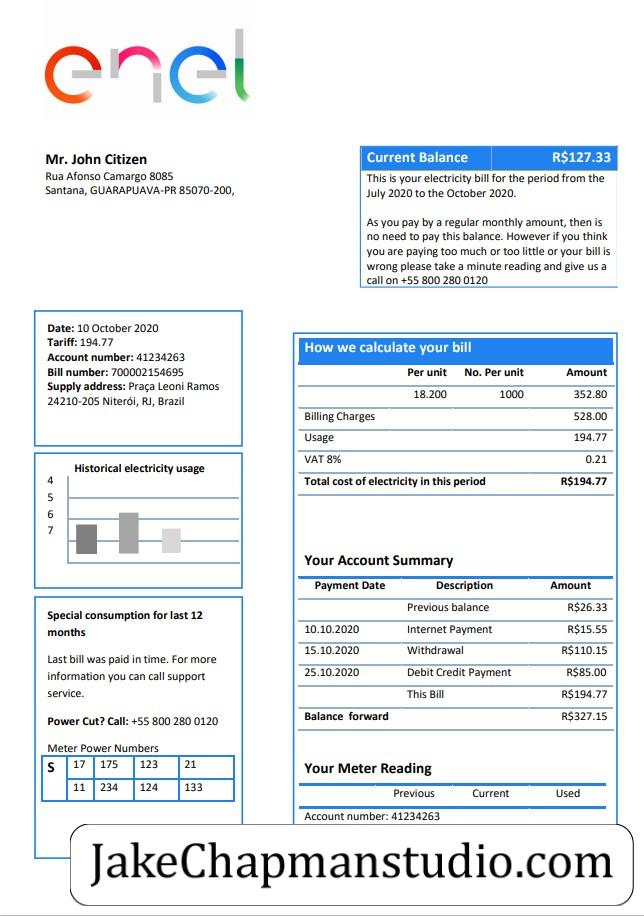 enel
Mr. John Citizen
Rua Afonso Camargo 8085
Santana, GUARAPUAVA-PR 85070-200,
Current Balance R$127.33
This is your electricity bill for the period from the
July 2020 to the October 2020.
As you pay by a regular monthly amount, then is
no need to pay this balance. However if you think
you are paying too much or too little or your bill is
wrong please take a minute reading and give us a
call on +55 800 280 0120
Date: 10 October 2020
Tariff: 194.77
Account number: 41234263
Bill number: 700002154695
Supply address: Praça Leoni Ramos
24210-205 Niterói, RJ, Brazil
Historical electricity usage
4
5
6
7
Special consumption for last 12
months
Last bill was paid in time. For more
information you can call support
service.
Power Cut? Call: +55 800 280 0120
Meter Power Numbers
S 17 175 123 21
11 234 124 133
How we calculate your bill
Per unit No. Per unit Amount
18.200 1000 352.80
Billing Charges 528.00
Usage 194.77
VAT 8% 0.21
Total cost of electricity in this period R$194.77
Your Account Summary
Payment Date Description Amount
Previous balance R$26.33
10.10.2020 Internet Payment R$15.55
15.10.2020 Withdrawal R$110.15
25.10.2020 Debit Credit Payment R$85.00
This Bill R$194.77
Balance forward R$327.15
Your Meter Reading
Previous Current Used
Account number: 41234263
JakeChapmanstudio.com